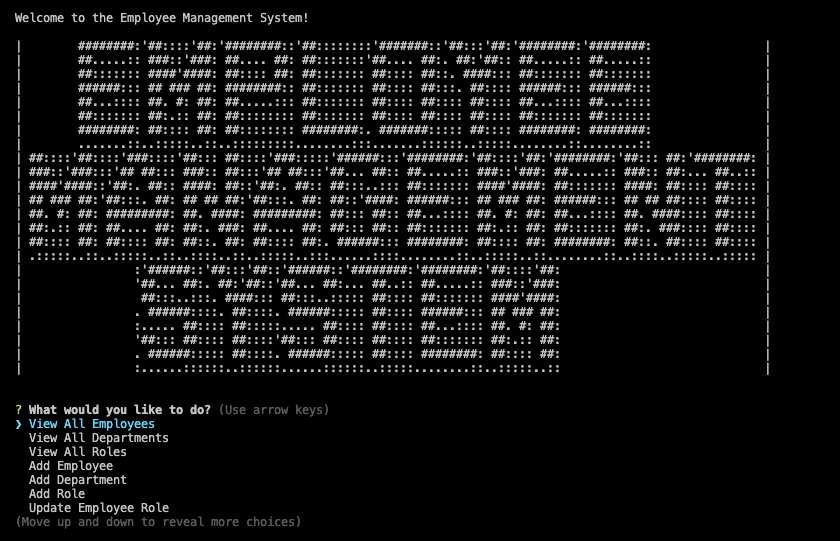 Welcome to the Employee Management System!
EMPLOYEE
MANAGEMENT
SYSTEM
? What would you like to do? (Use arrow keys)
❯ View All Employees
View All Departments
View All Roles
Add Employee
Add Department
Add Role
Update Employee Role
(Move up and down to reveal more choices)